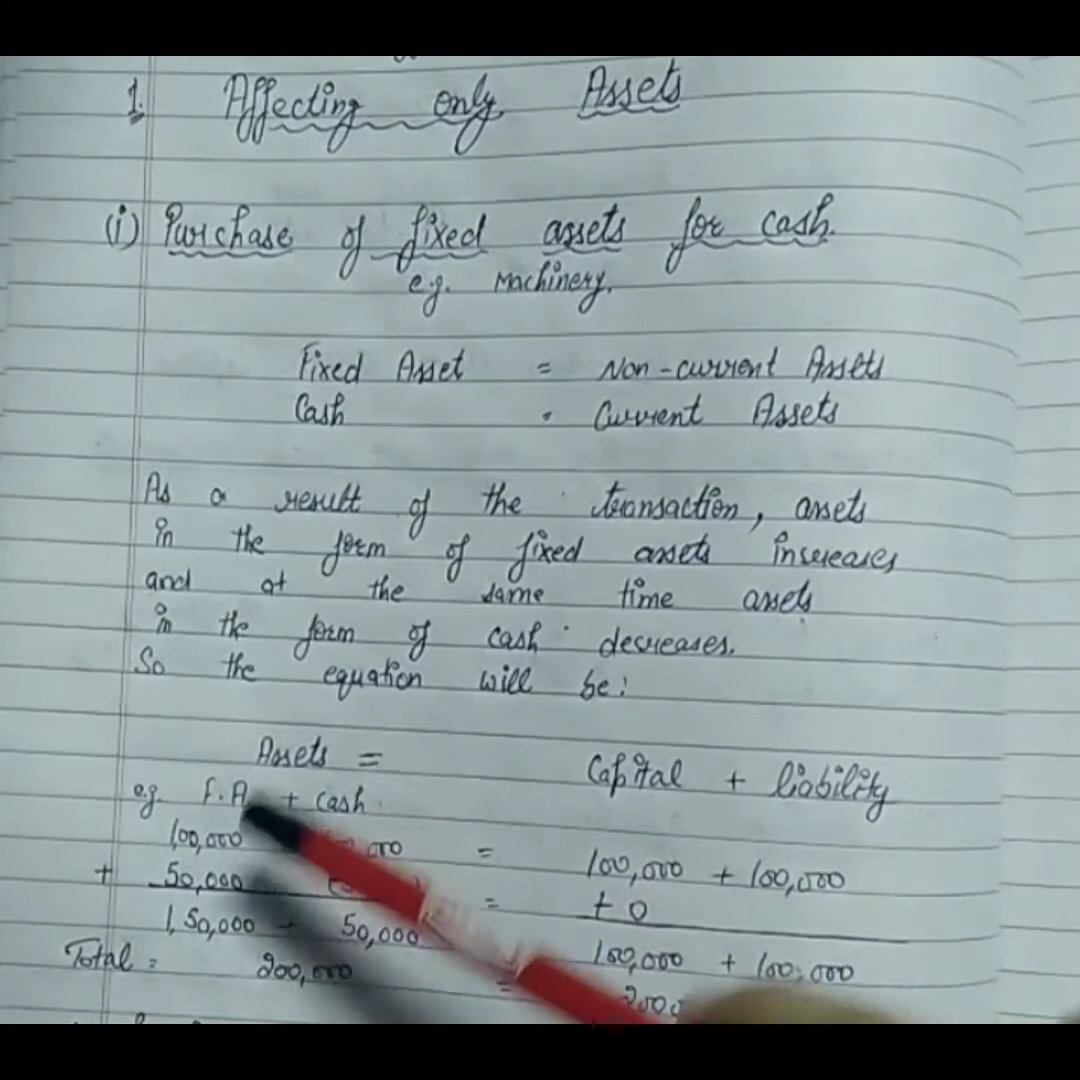 1. Affecting only Assets
(i) Purchase of fixed assets for cash.
e.g. Machinery.
Fixed Asset = Non-current Assets
Cash = Current Assets
As a result of the transaction, assets
in the form of fixed assets increases
and at the same time assets
in the form of cash decreases.
So the equation will be:
Assets = Capital + liability
e.g. F.A + Cash
100,000 = 100,000 + 100,000
+ 50,000 = + 0
1,50,000 50,000 100,000 + 100,000
Total = 200,000 =